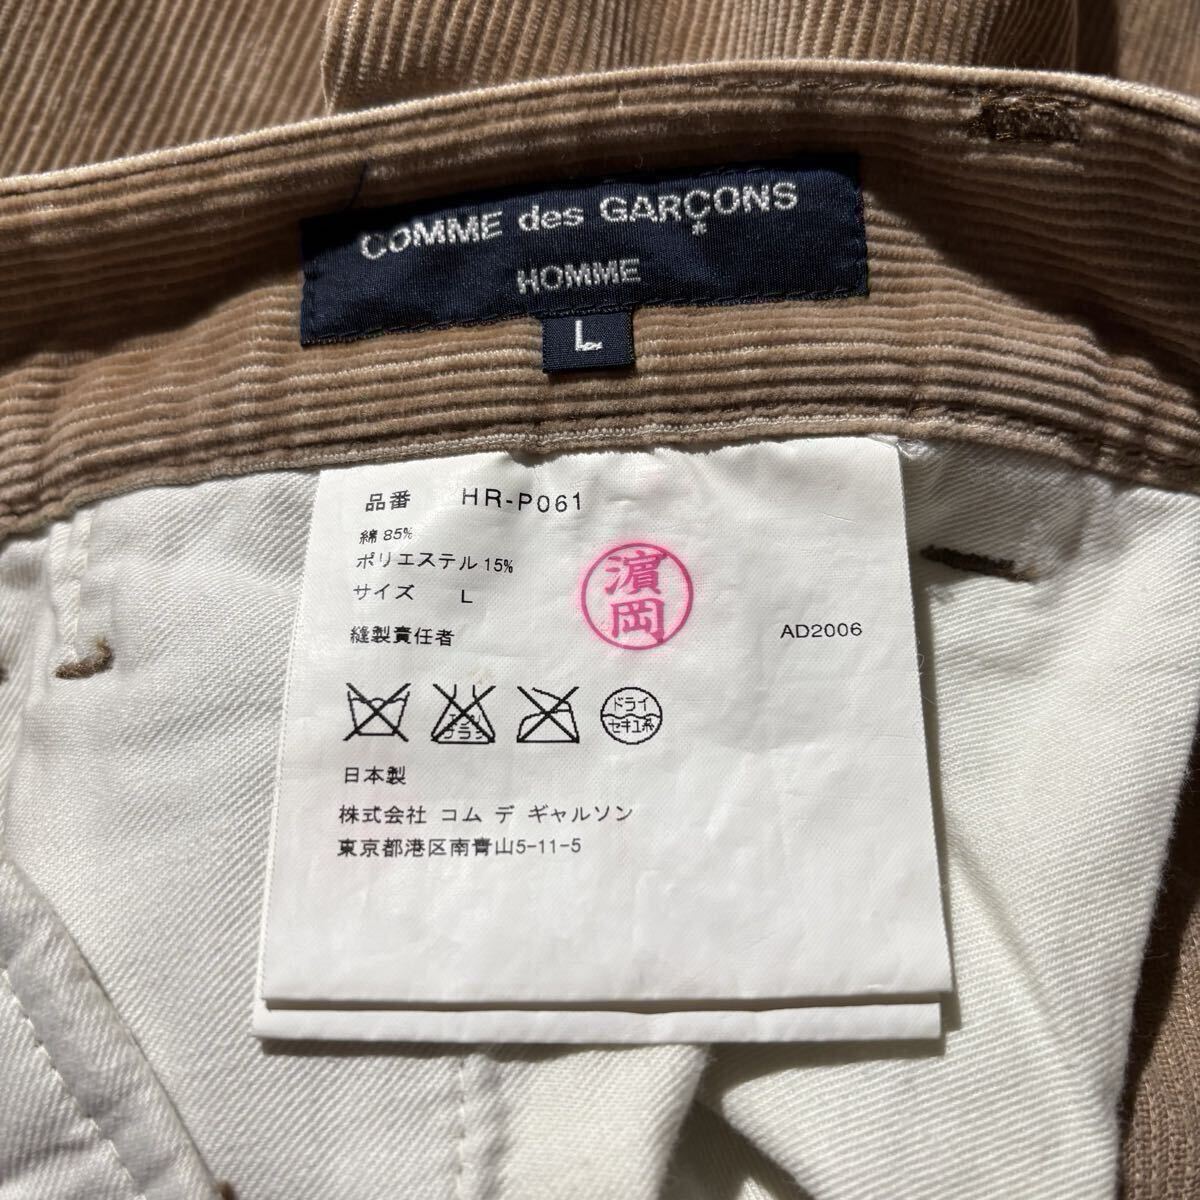 COMME des GARÇONS
*
HOMME
L
品番 HR-P061
綿 85%
ポリエステル 15%
サイズ L
縫製責任者
濱岡
AD2006
ドライ
セキユ系
日本製
株式会社 コム デ ギャルソン
東京都港区南青山5-11-5